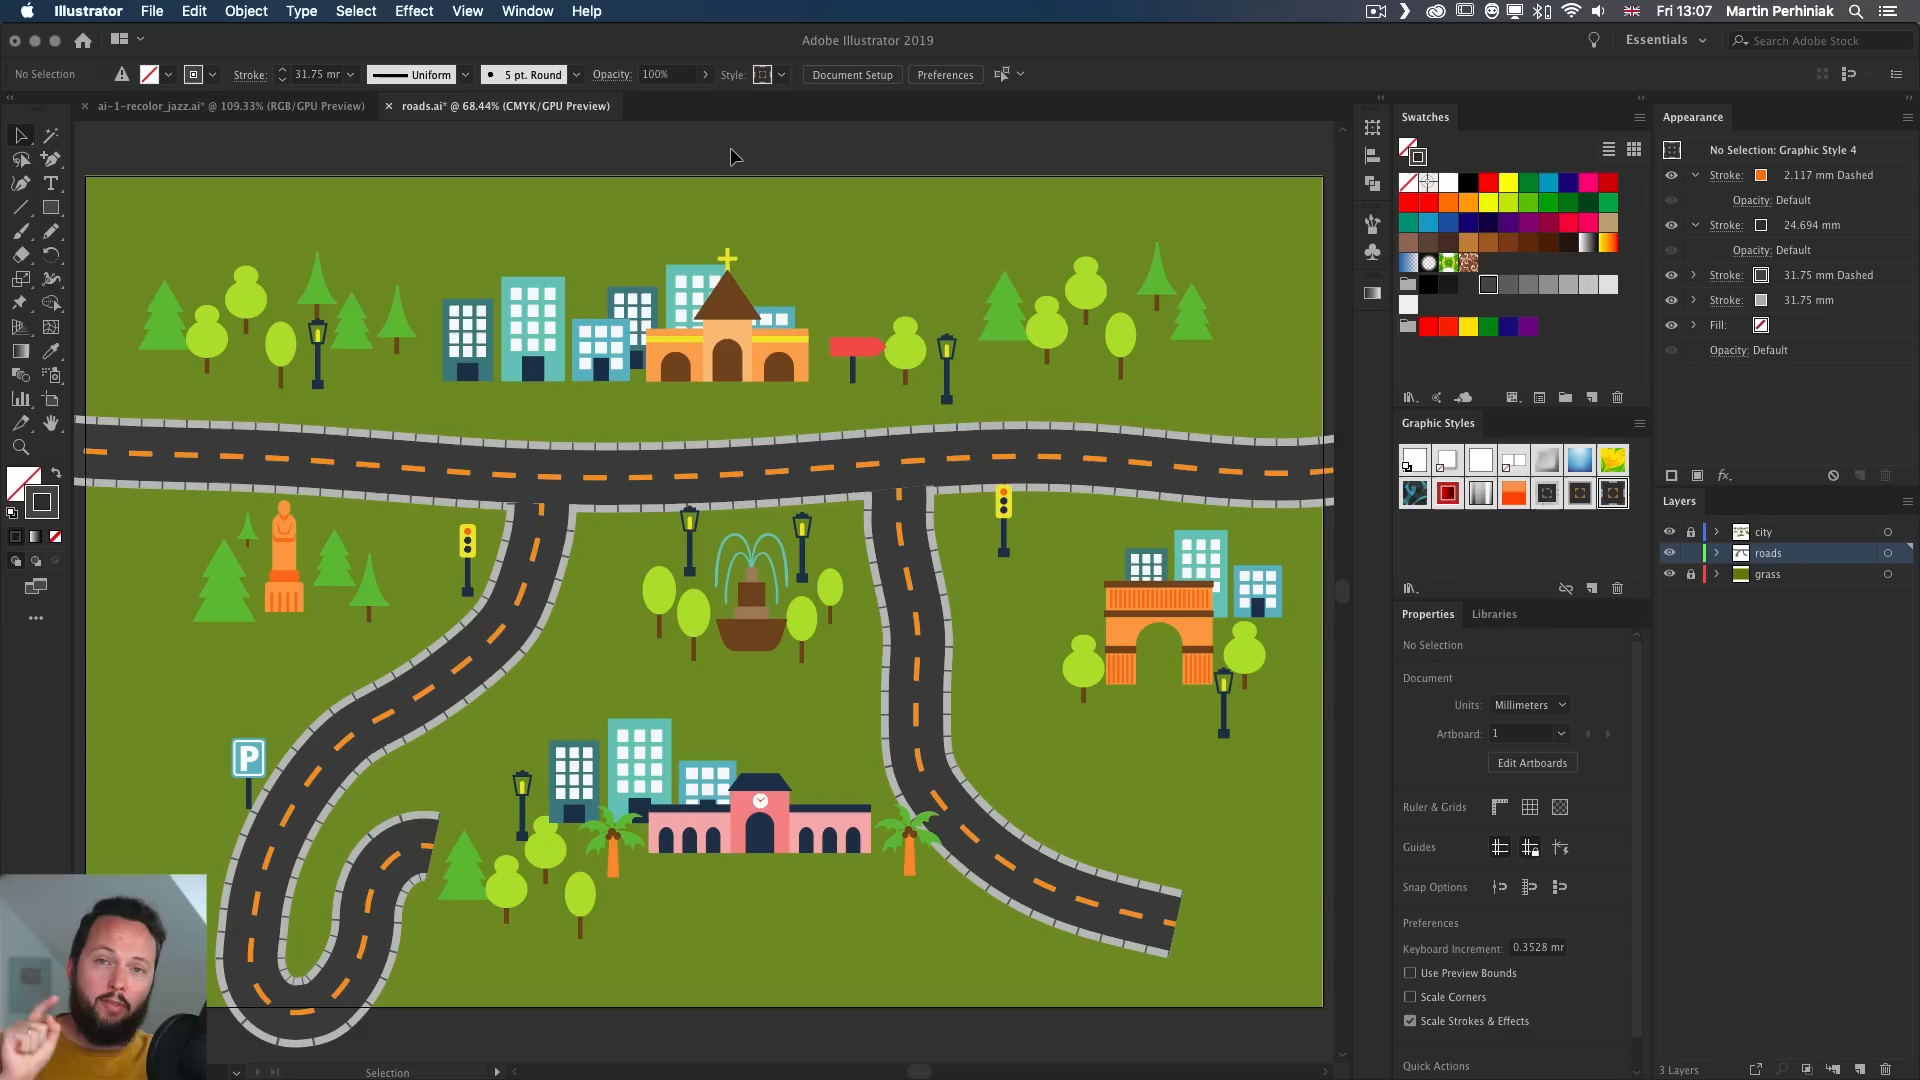 Illustrator File Edit Object Type Select Effect View Window Help
Fri 13:07 Martin Perhiniak
Adobe Illustrator 2019
Essentials
Search Adobe Stock
No Selection
Stroke: 31.75 mr
Uniform
5 pt. Round
Opacity: 100%
Style:
Document Setup
Preferences
ai-1-recolor_jazz.ai* @ 109.33% (RGB/GPU Preview)
roads.ai* @ 68.44% (CMYK/GPU Preview)
P
Selection
Swatches
Graphic Styles
Properties
Libraries
No Selection
Document
Units: Millimeters
Artboard: 1
Edit Artboards
Ruler & Grids
Guides
Snap Options
Preferences
Keyboard Increment: 0.3528 mr
Use Preview Bounds
Scale Corners
Scale Strokes & Effects
Quick Actions
Appearance
No Selection: Graphic Style 4
Stroke: 2.117 mm Dashed
Opacity: Default
Stroke: 24.694 mm
Opacity: Default
Stroke: 31.75 mm Dashed
Stroke: 31.75 mm
Fill:
Opacity: Default
fx
Layers
city
roads
grass
3 Layers